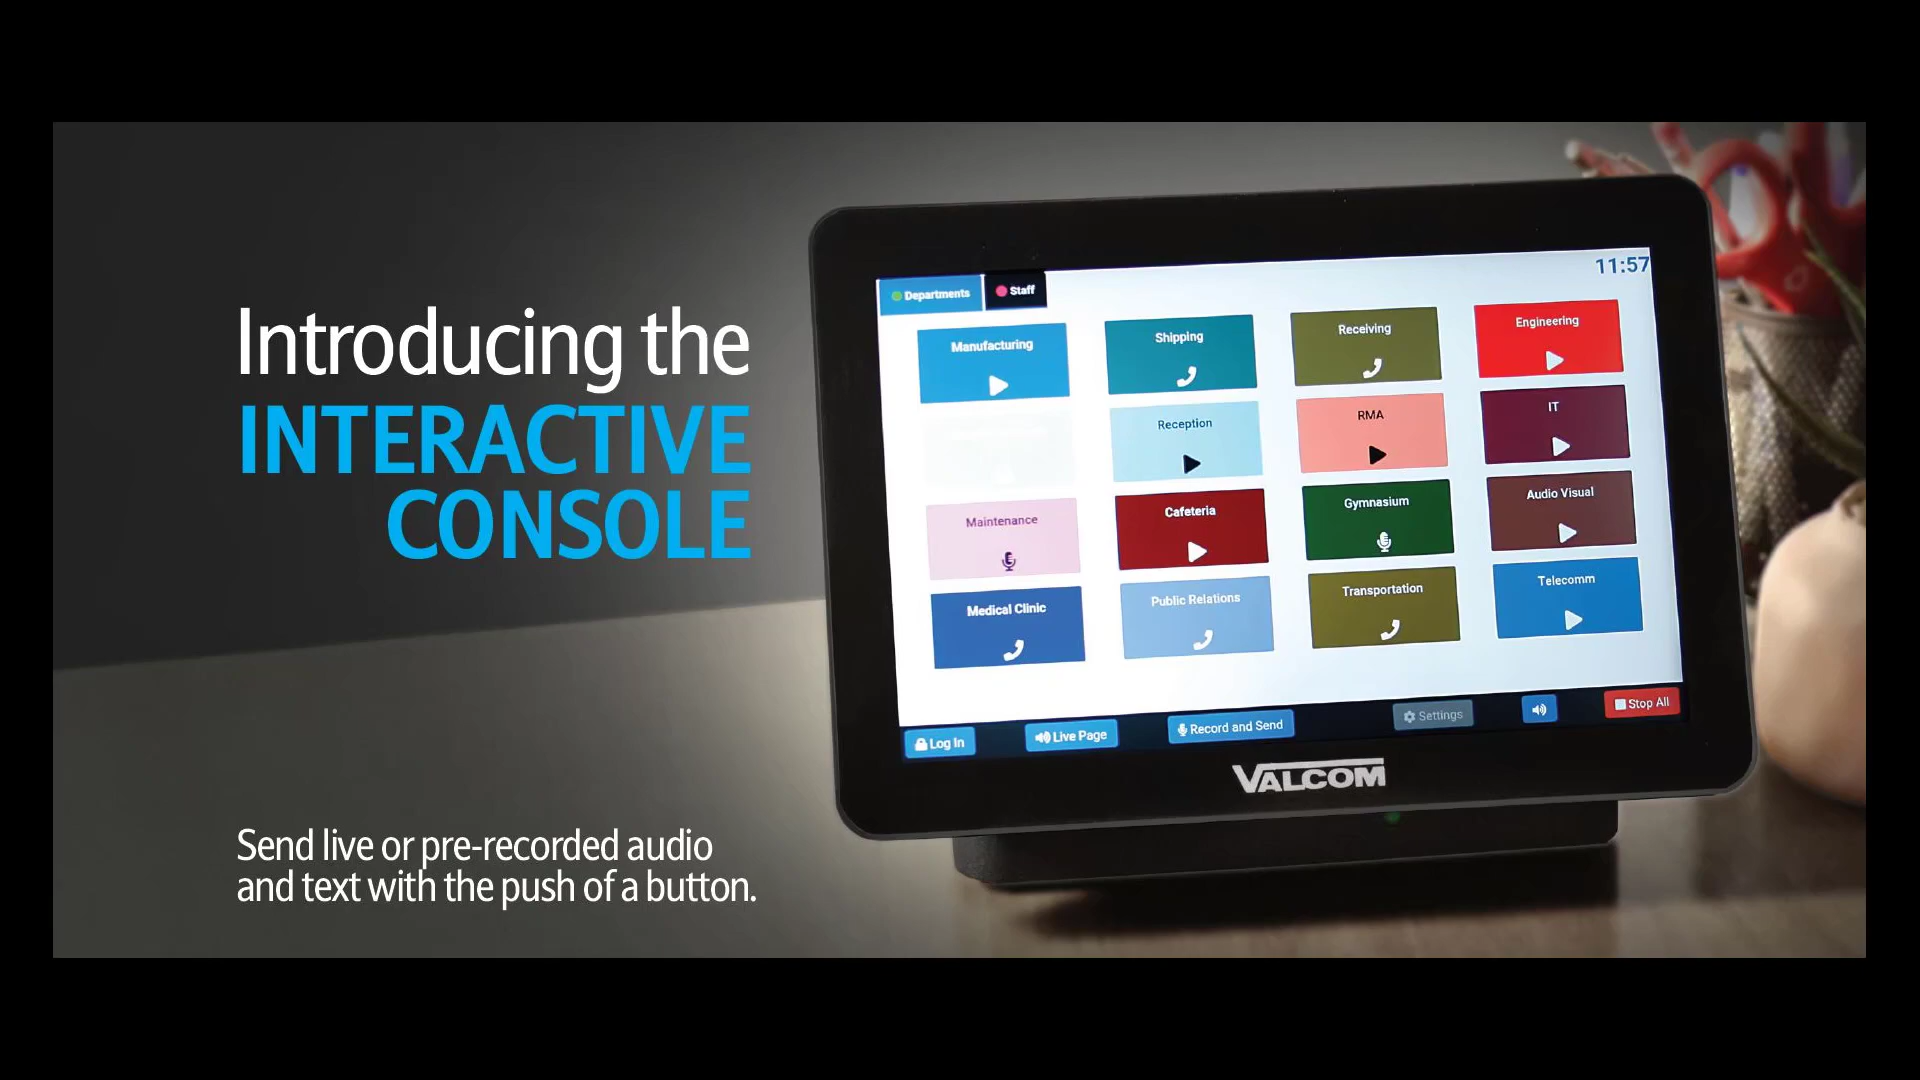 Introducing the
INTERACTIVE
CONSOLE
Send live or pre-recorded audio
and text with the push of a button.
Departments
Staff
11:57
Manufacturing
Shipping
Receiving
Engineering
Reception
RMA
IT
Maintenance
Cafeteria
Gymnasium
Audio Visual
Medical Clinic
Public Relations
Transportation
Telecomm
Log In
Live Page
Record and Send
Settings
Stop All
VALCOM